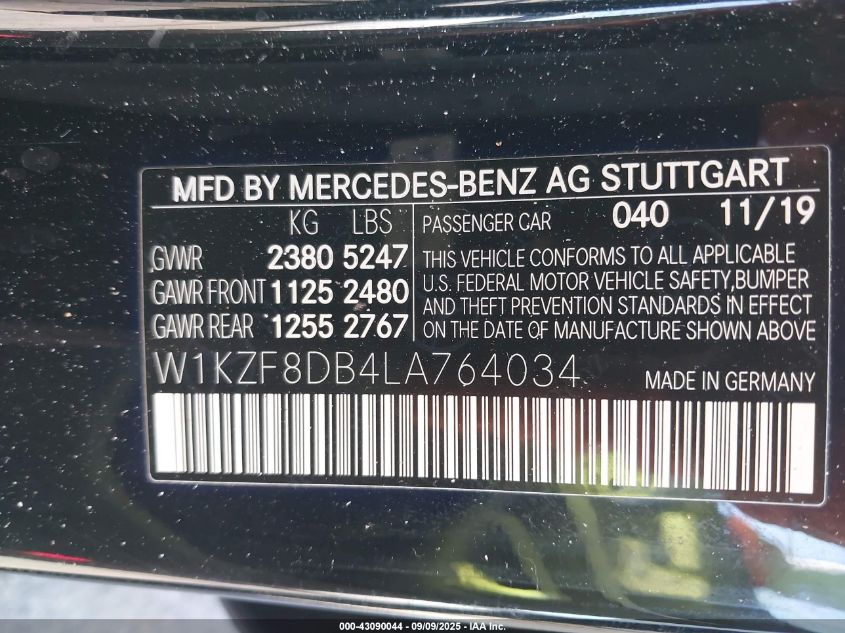 MFD BY MERCEDES-BENZ AG STUTTGART
KG LBS
GVWR 2380 5247
GAWR FRONT 1125 2480
GAWR REAR 1255 2767
PASSENGER CAR 040 11/19
THIS VEHICLE CONFORMS TO ALL APPLICABLE
U.S. FEDERAL MOTOR VEHICLE SAFETY, BUMPER
AND THEFT PREVENTION STANDARDS IN EFFECT
ON THE DATE OF MANUFACTURE SHOWN ABOVE
W1KZF8DB4LA764034
MADE IN GERMANY
000-43090044 - 09/09/2025 - IAA Inc.